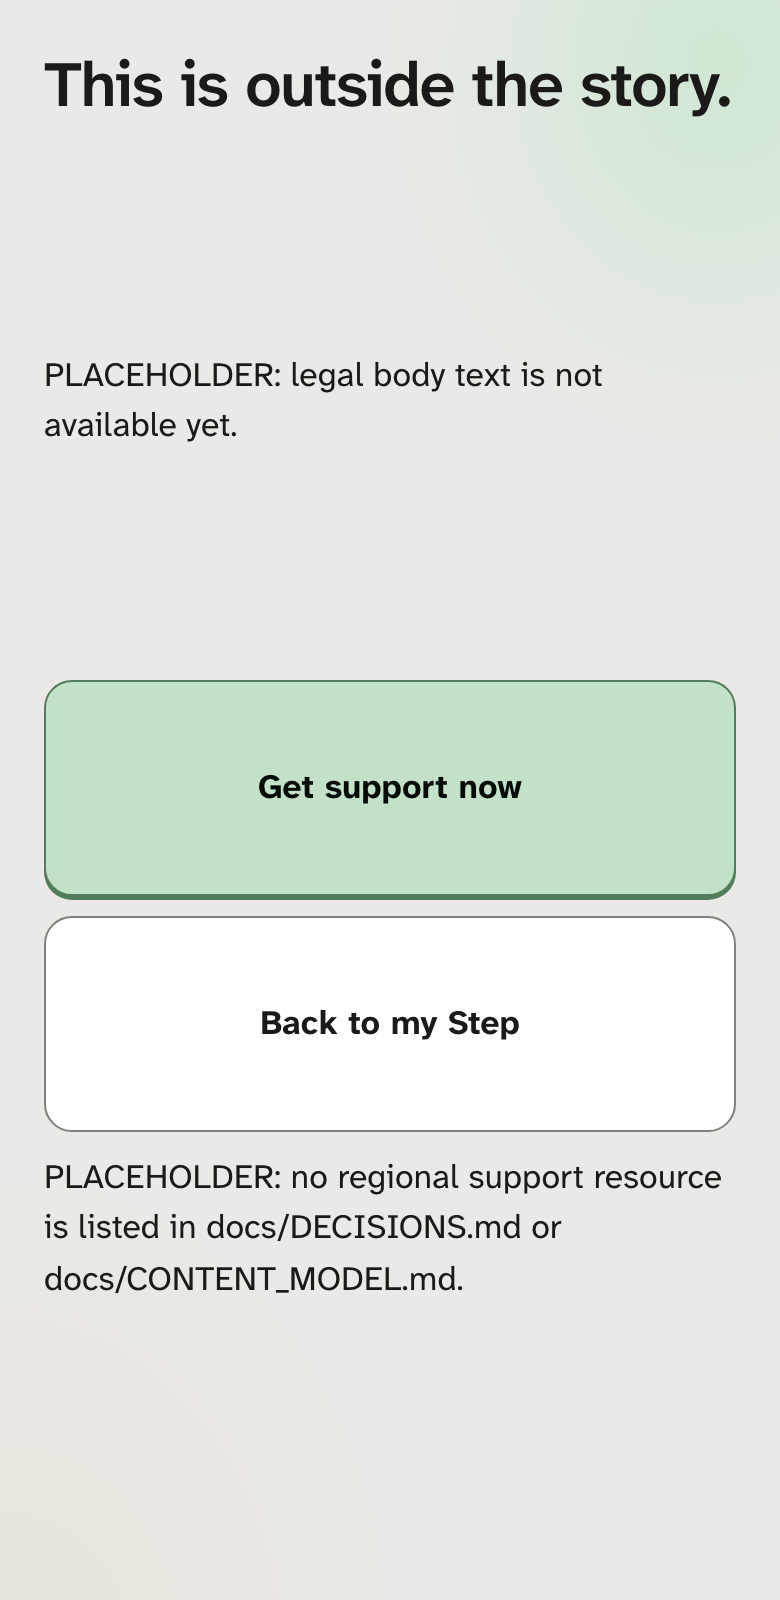 This is outside the story.
PLACEHOLDER: legal body text is not
available yet.
Get support now
Back to my Step
PLACEHOLDER: no regional support resource
is listed in docs/DECISIONS.md or
docs/CONTENT_MODEL.md.